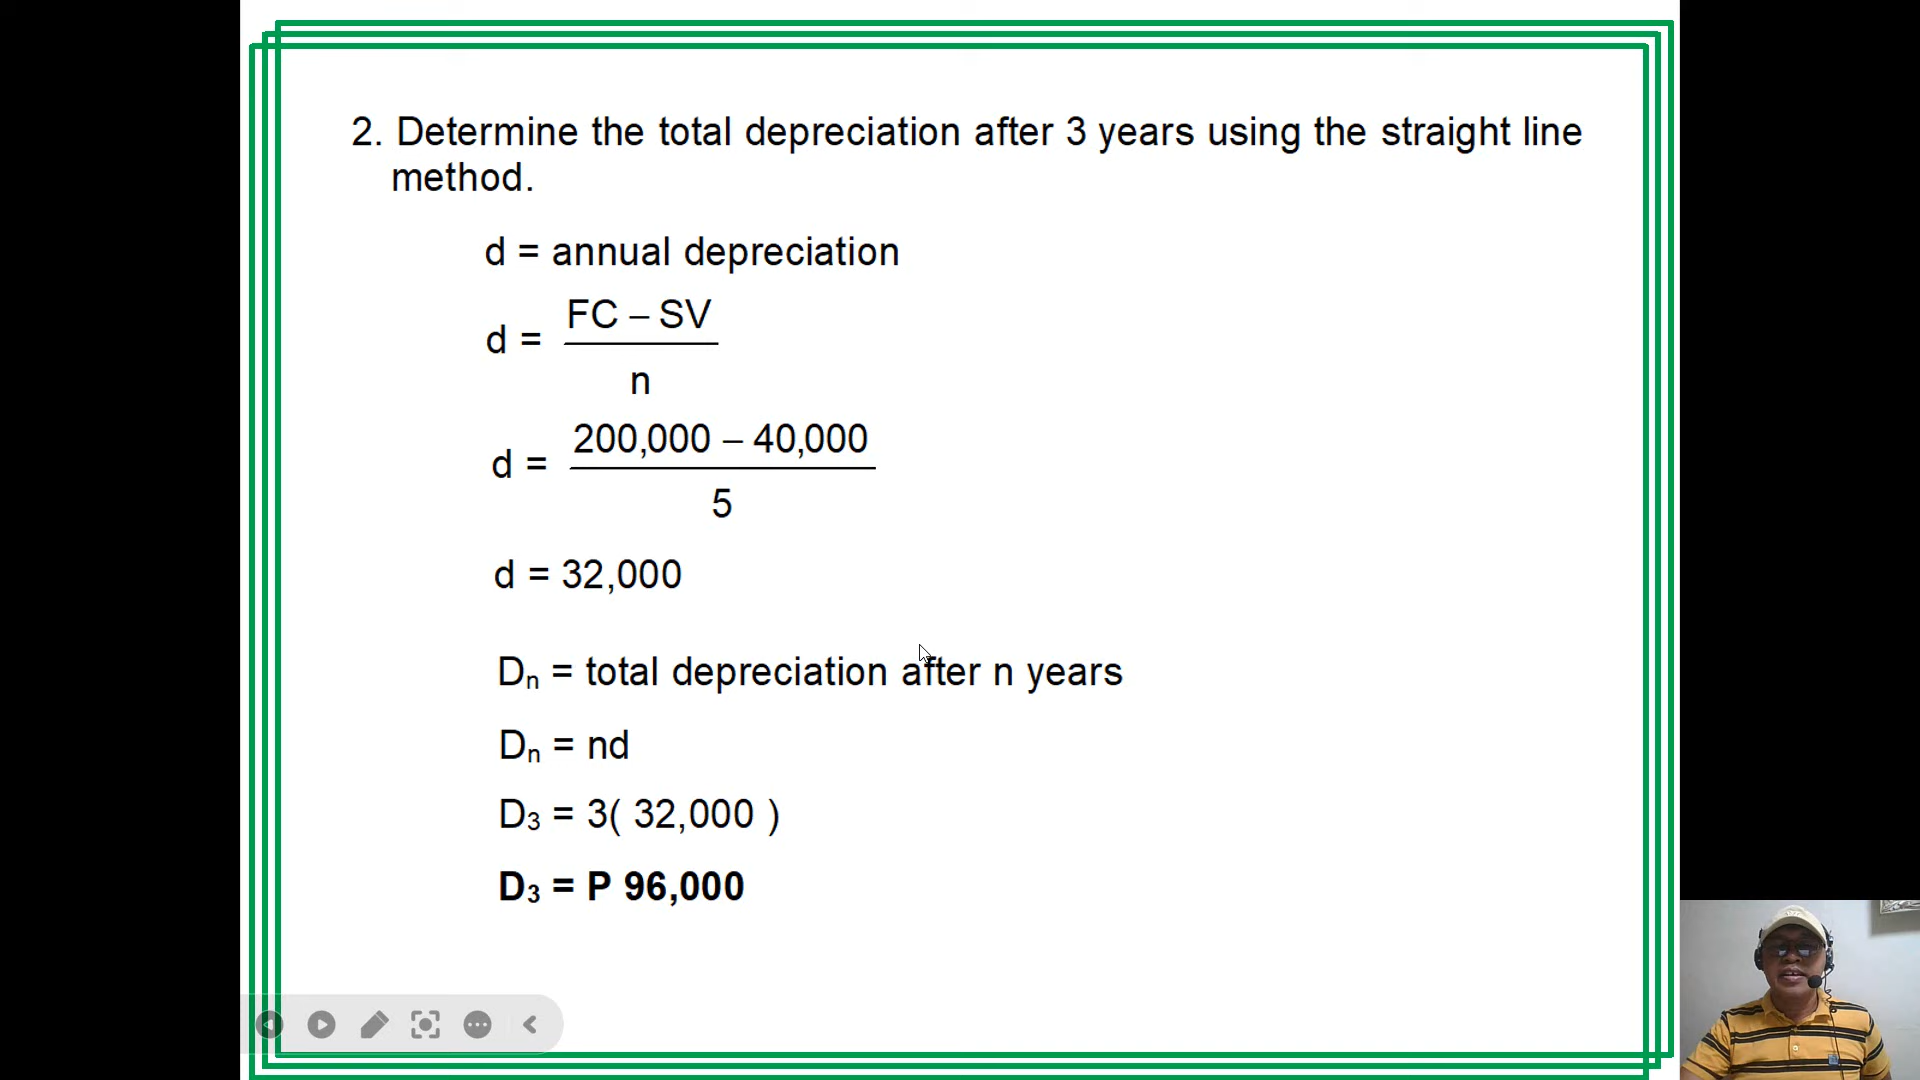 2. Determine the total depreciation after 3 years using the straight line
method.
d = annual depreciation
FC – SV
d =
n
200,000 – 40,000
d =
5
d = 32,000
Dₙ = total depreciation after n years
Dₙ = nd
D₃ = 3( 32,000 )
D₃ = P 96,000